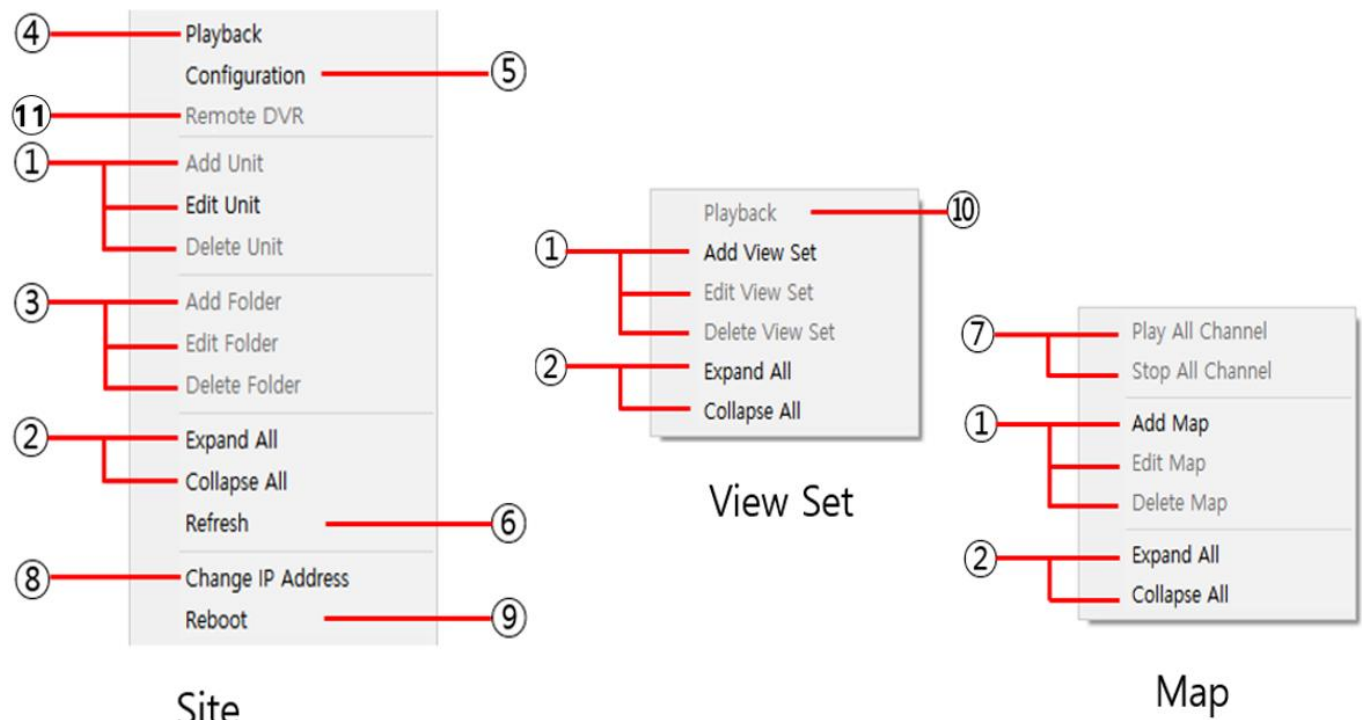 ④ Playback
Configuration ⑤
⑪ Remote DVR
① Add Unit
Edit Unit
Delete Unit
③ Add Folder
Edit Folder
Delete Folder
② Expand All
Collapse All
Refresh ⑥
⑧ Change IP Address
Reboot ⑨
Site
Playback ⑩
① Add View Set
Edit View Set
Delete View Set
② Expand All
Collapse All
View Set
⑦ Play All Channel
Stop All Channel
① Add Map
Edit Map
Delete Map
② Expand All
Collapse All
Map